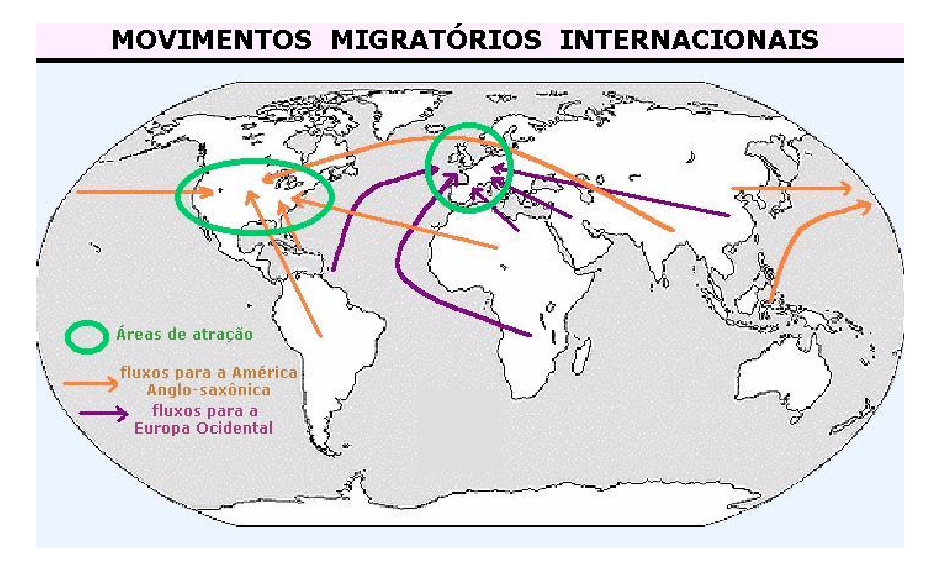 MOVIMENTOS MIGRATÓRIOS INTERNACIONAIS
Áreas de atração
fluxos para a América
Anglo-saxônica
fluxos para a
Europa Ocidental